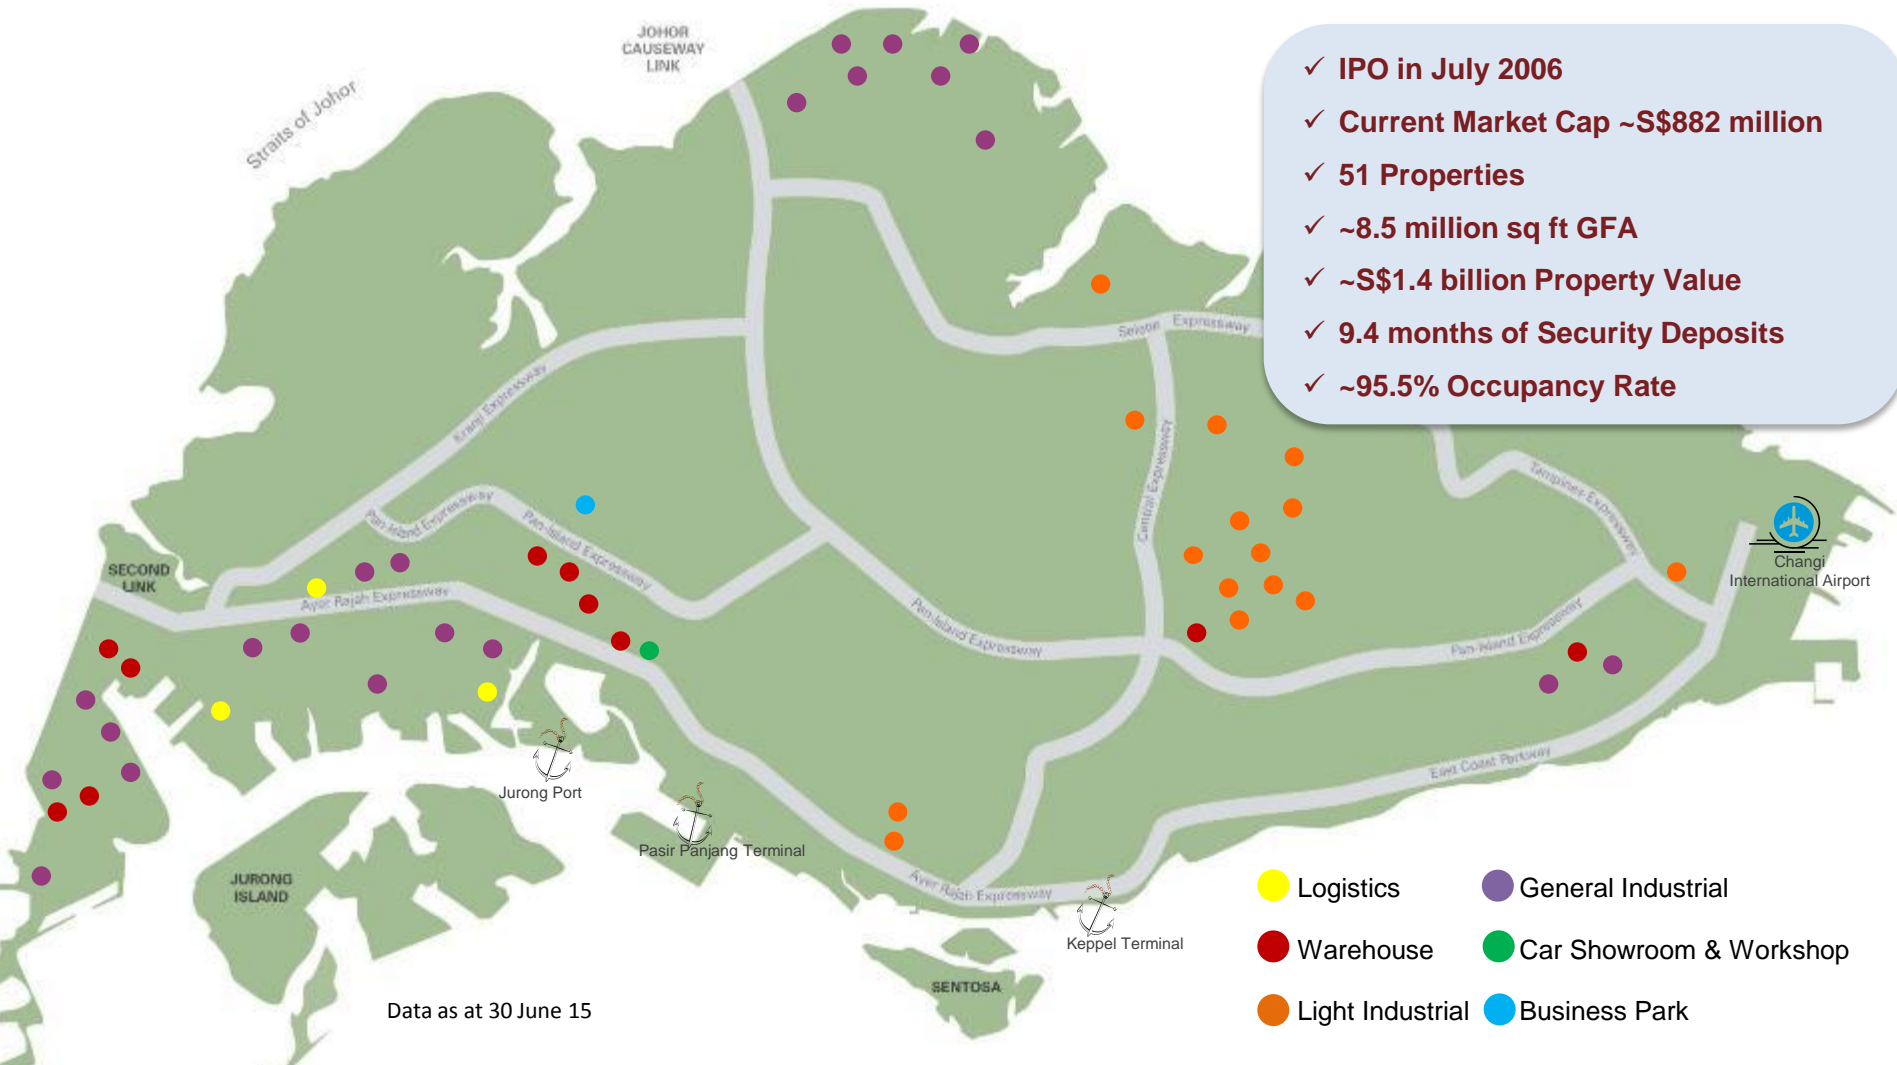 JOHOR
CAUSEWAY
LINK
Straits of Johor
✓ IPO in July 2006
✓ Current Market Cap ~S$882 million
✓ 51 Properties
✓ ~8.5 million sq ft GFA
✓ ~S$1.4 billion Property Value
✓ 9.4 months of Security Deposits
✓ ~95.5% Occupancy Rate
Seletar Expressway
Kranji Expressway
Pan-Island Expressway
Pan-Island Expressway
Central Expressway
Tampines Expressway
SECOND
LINK
Ayer Rajah Expressway
Changi
International Airport
Pan-Island Expressway
Pan-Island Expressway
East Coast Parkway
Jurong Port
Pasir Panjang Terminal
JURONG
ISLAND
Ayer Rajah Expressway
Keppel Terminal
SENTOSA
Logistics
General Industrial
Warehouse
Car Showroom & Workshop
Light Industrial
Business Park
Data as at 30 June 15